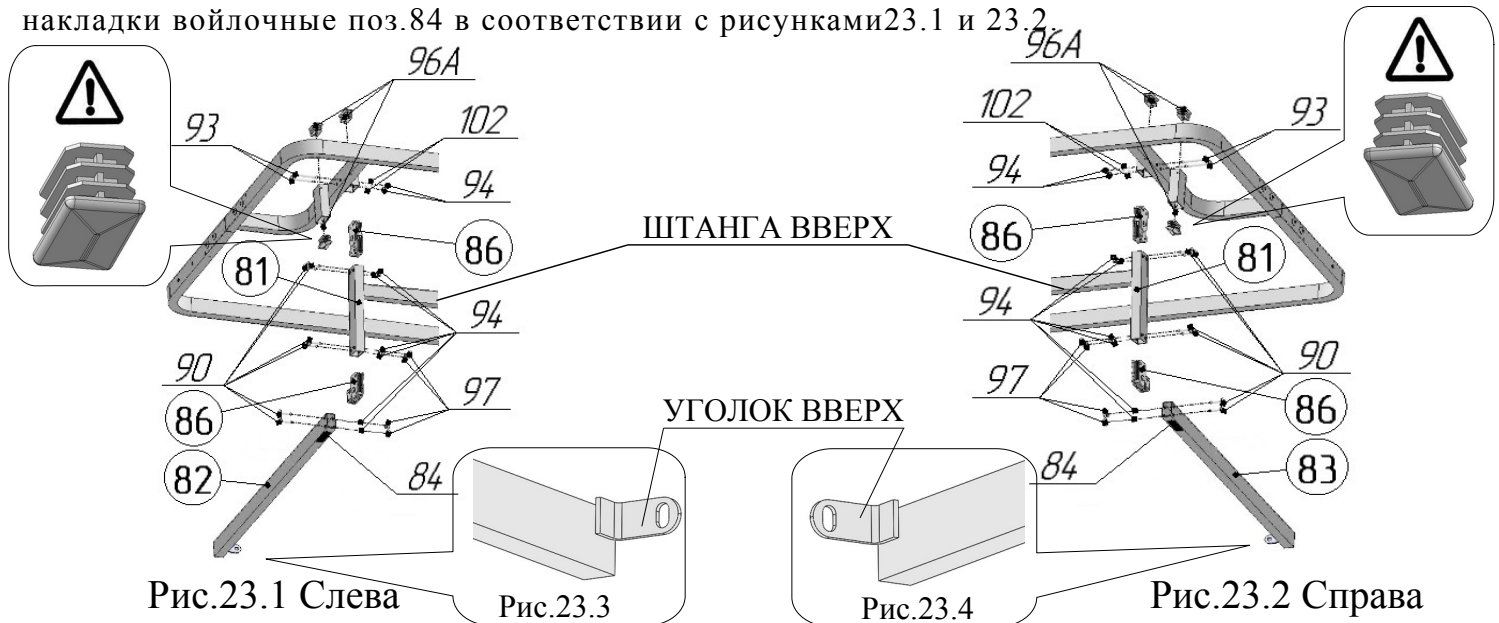 накладки войлочные поз.84 в соответствии с рисунками23.1 и 23.2.
96А 96А
93 102 102 93
94 94
86 ШТАНГА ВВЕРХ 86
81 81
94 94
90 97 97 90
86 УГОЛОК ВВЕРХ 86
82 84 84 83
Рис.23.1 Слева Рис.23.3 Рис.23.4 Рис.23.2 Справа